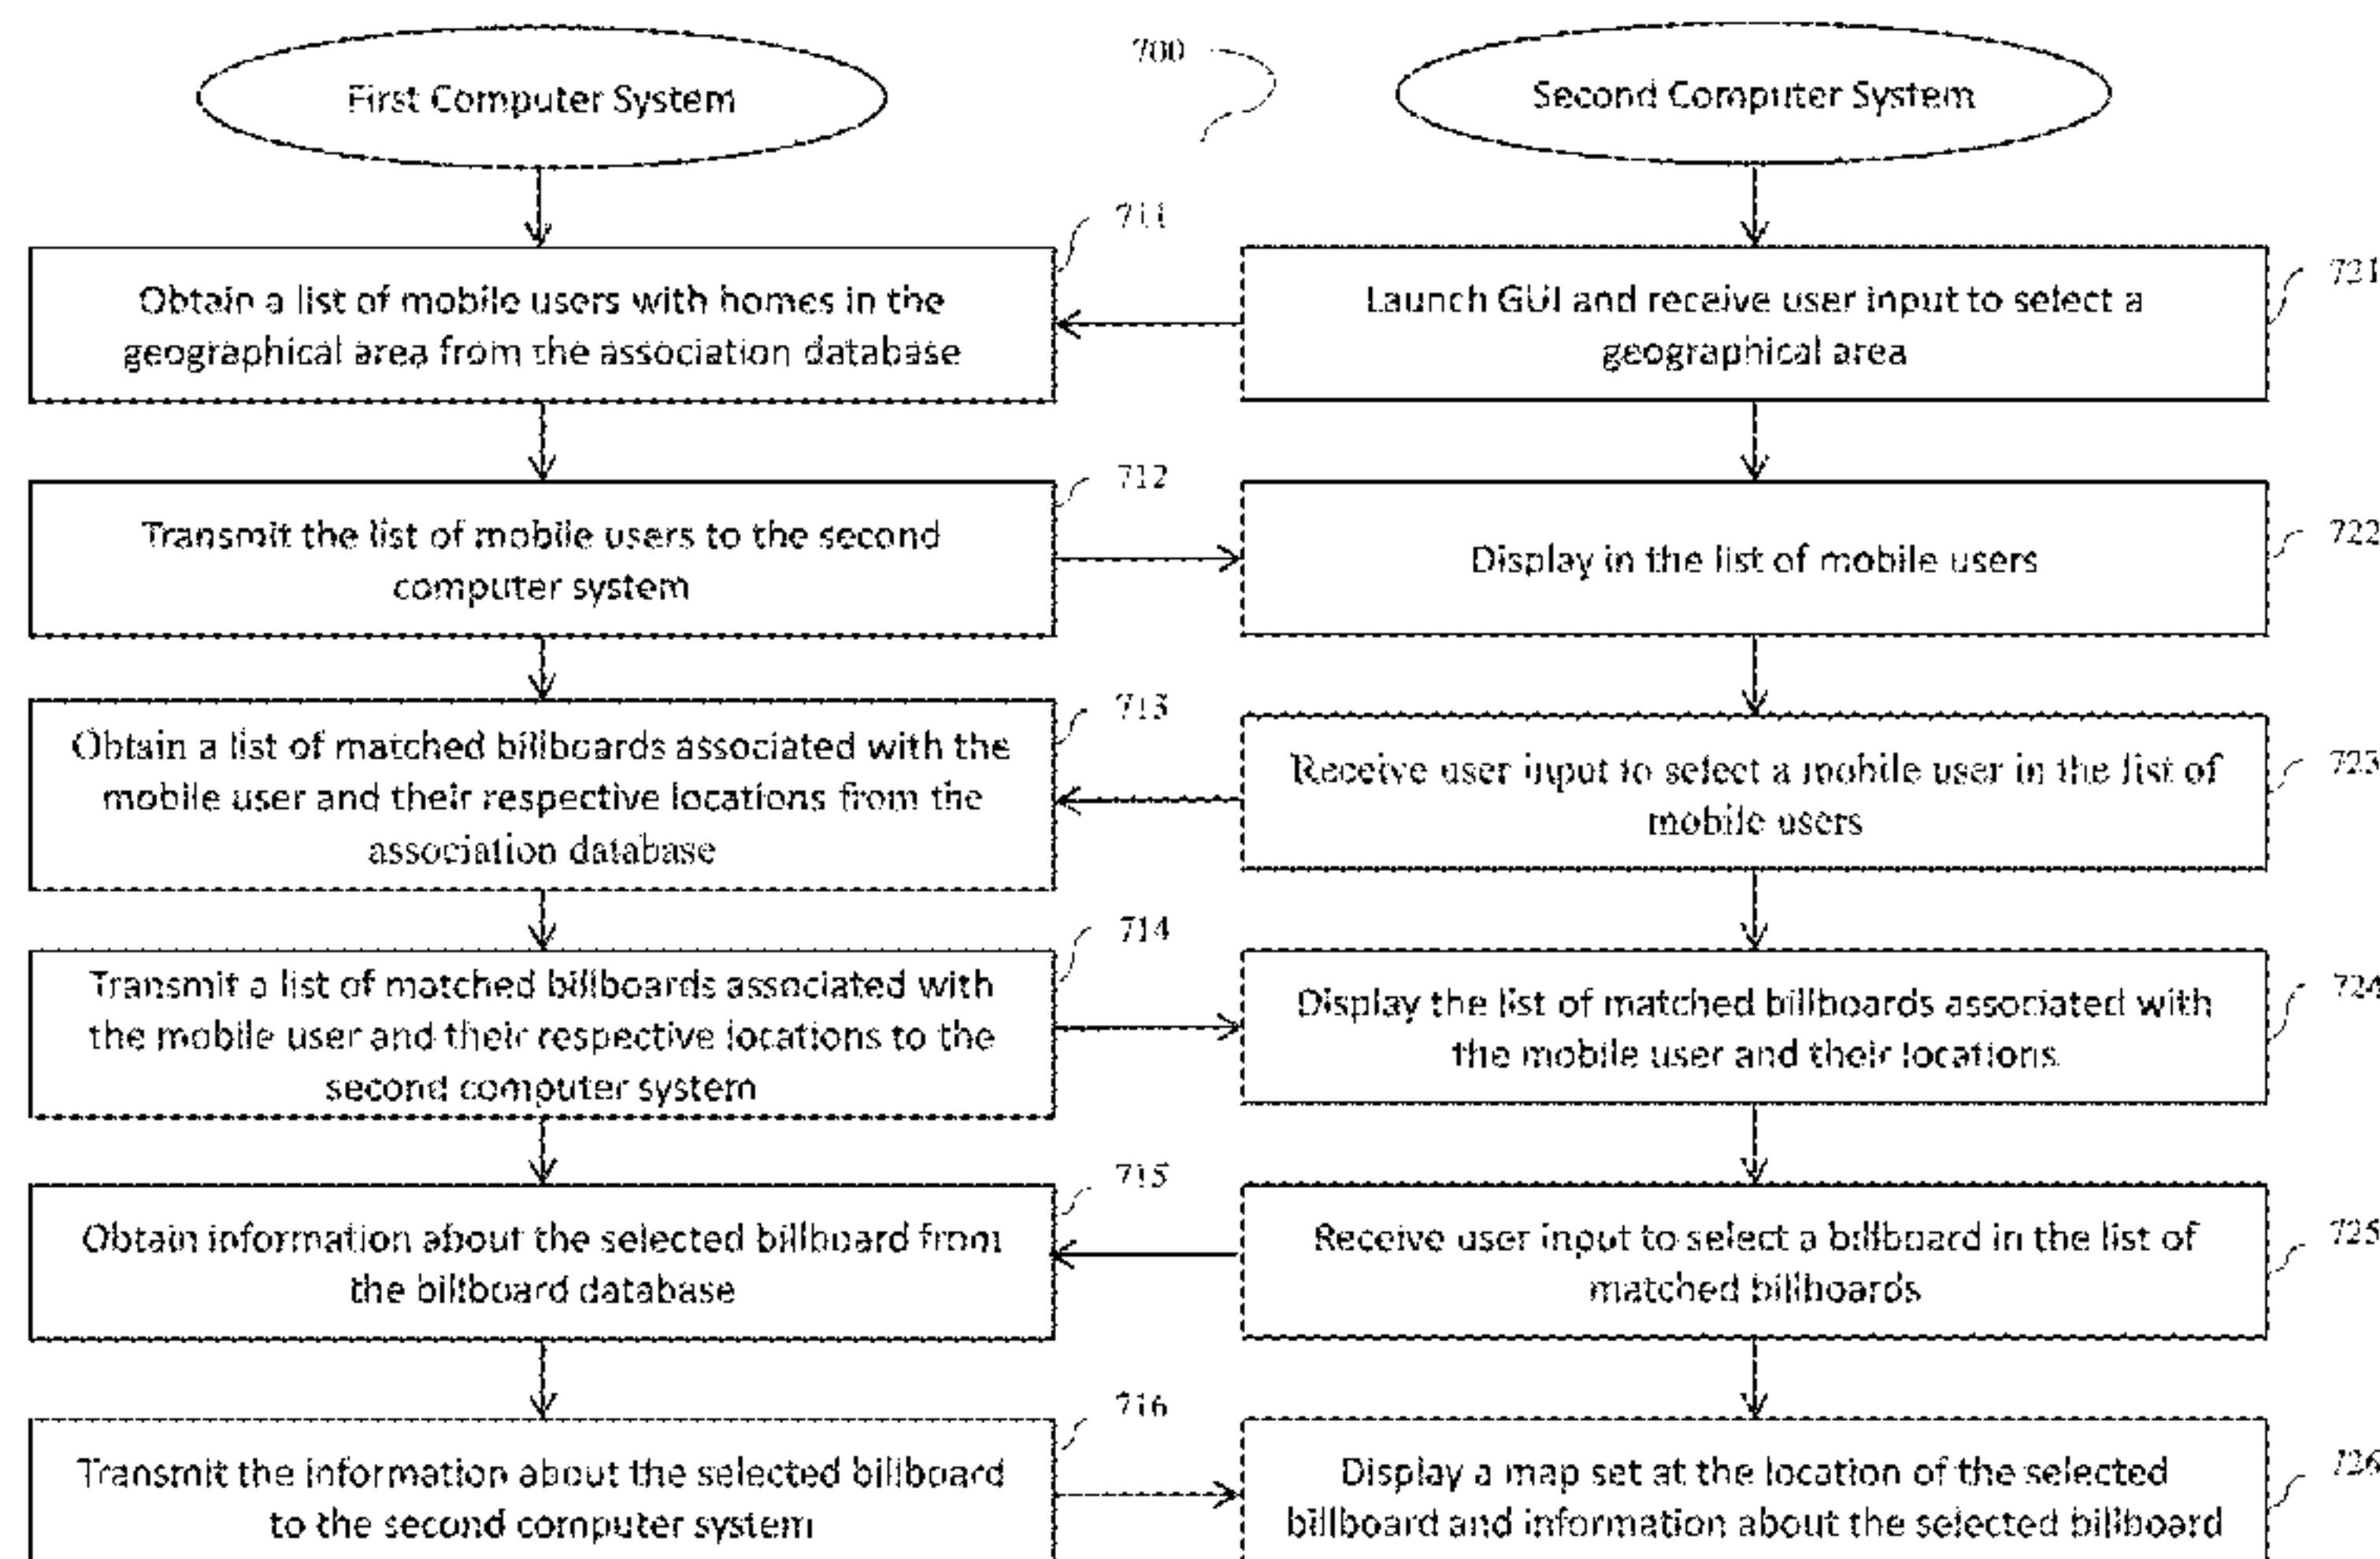 700
First Computer System
Second Computer System
711
Obtain a list of mobile users with homes in the
geographical area from the association database
721
Launch GUI and receive user input to select a
geographical area
712
Transmit the list of mobile users to the second
computer system
722
Display in the list of mobile users
713
Obtain a list of matched billboards associated with the
mobile user and their respective locations from the
association database
723
Receive user input to select a mobile user in the list of
mobile users
714
Transmit a list of matched billboards associated with
the mobile user and their respective locations to the
second computer system
724
Display the list of matched billboards associated with
the mobile user and their locations
715
Obtain information about the selected billboard from
the billboard database
725
Receive user input to select a billboard in the list of
matched billboards
716
Transmit the information about the selected billboard
to the second computer system
726
Display a map set at the location of the selected
billboard and information about the selected billboard